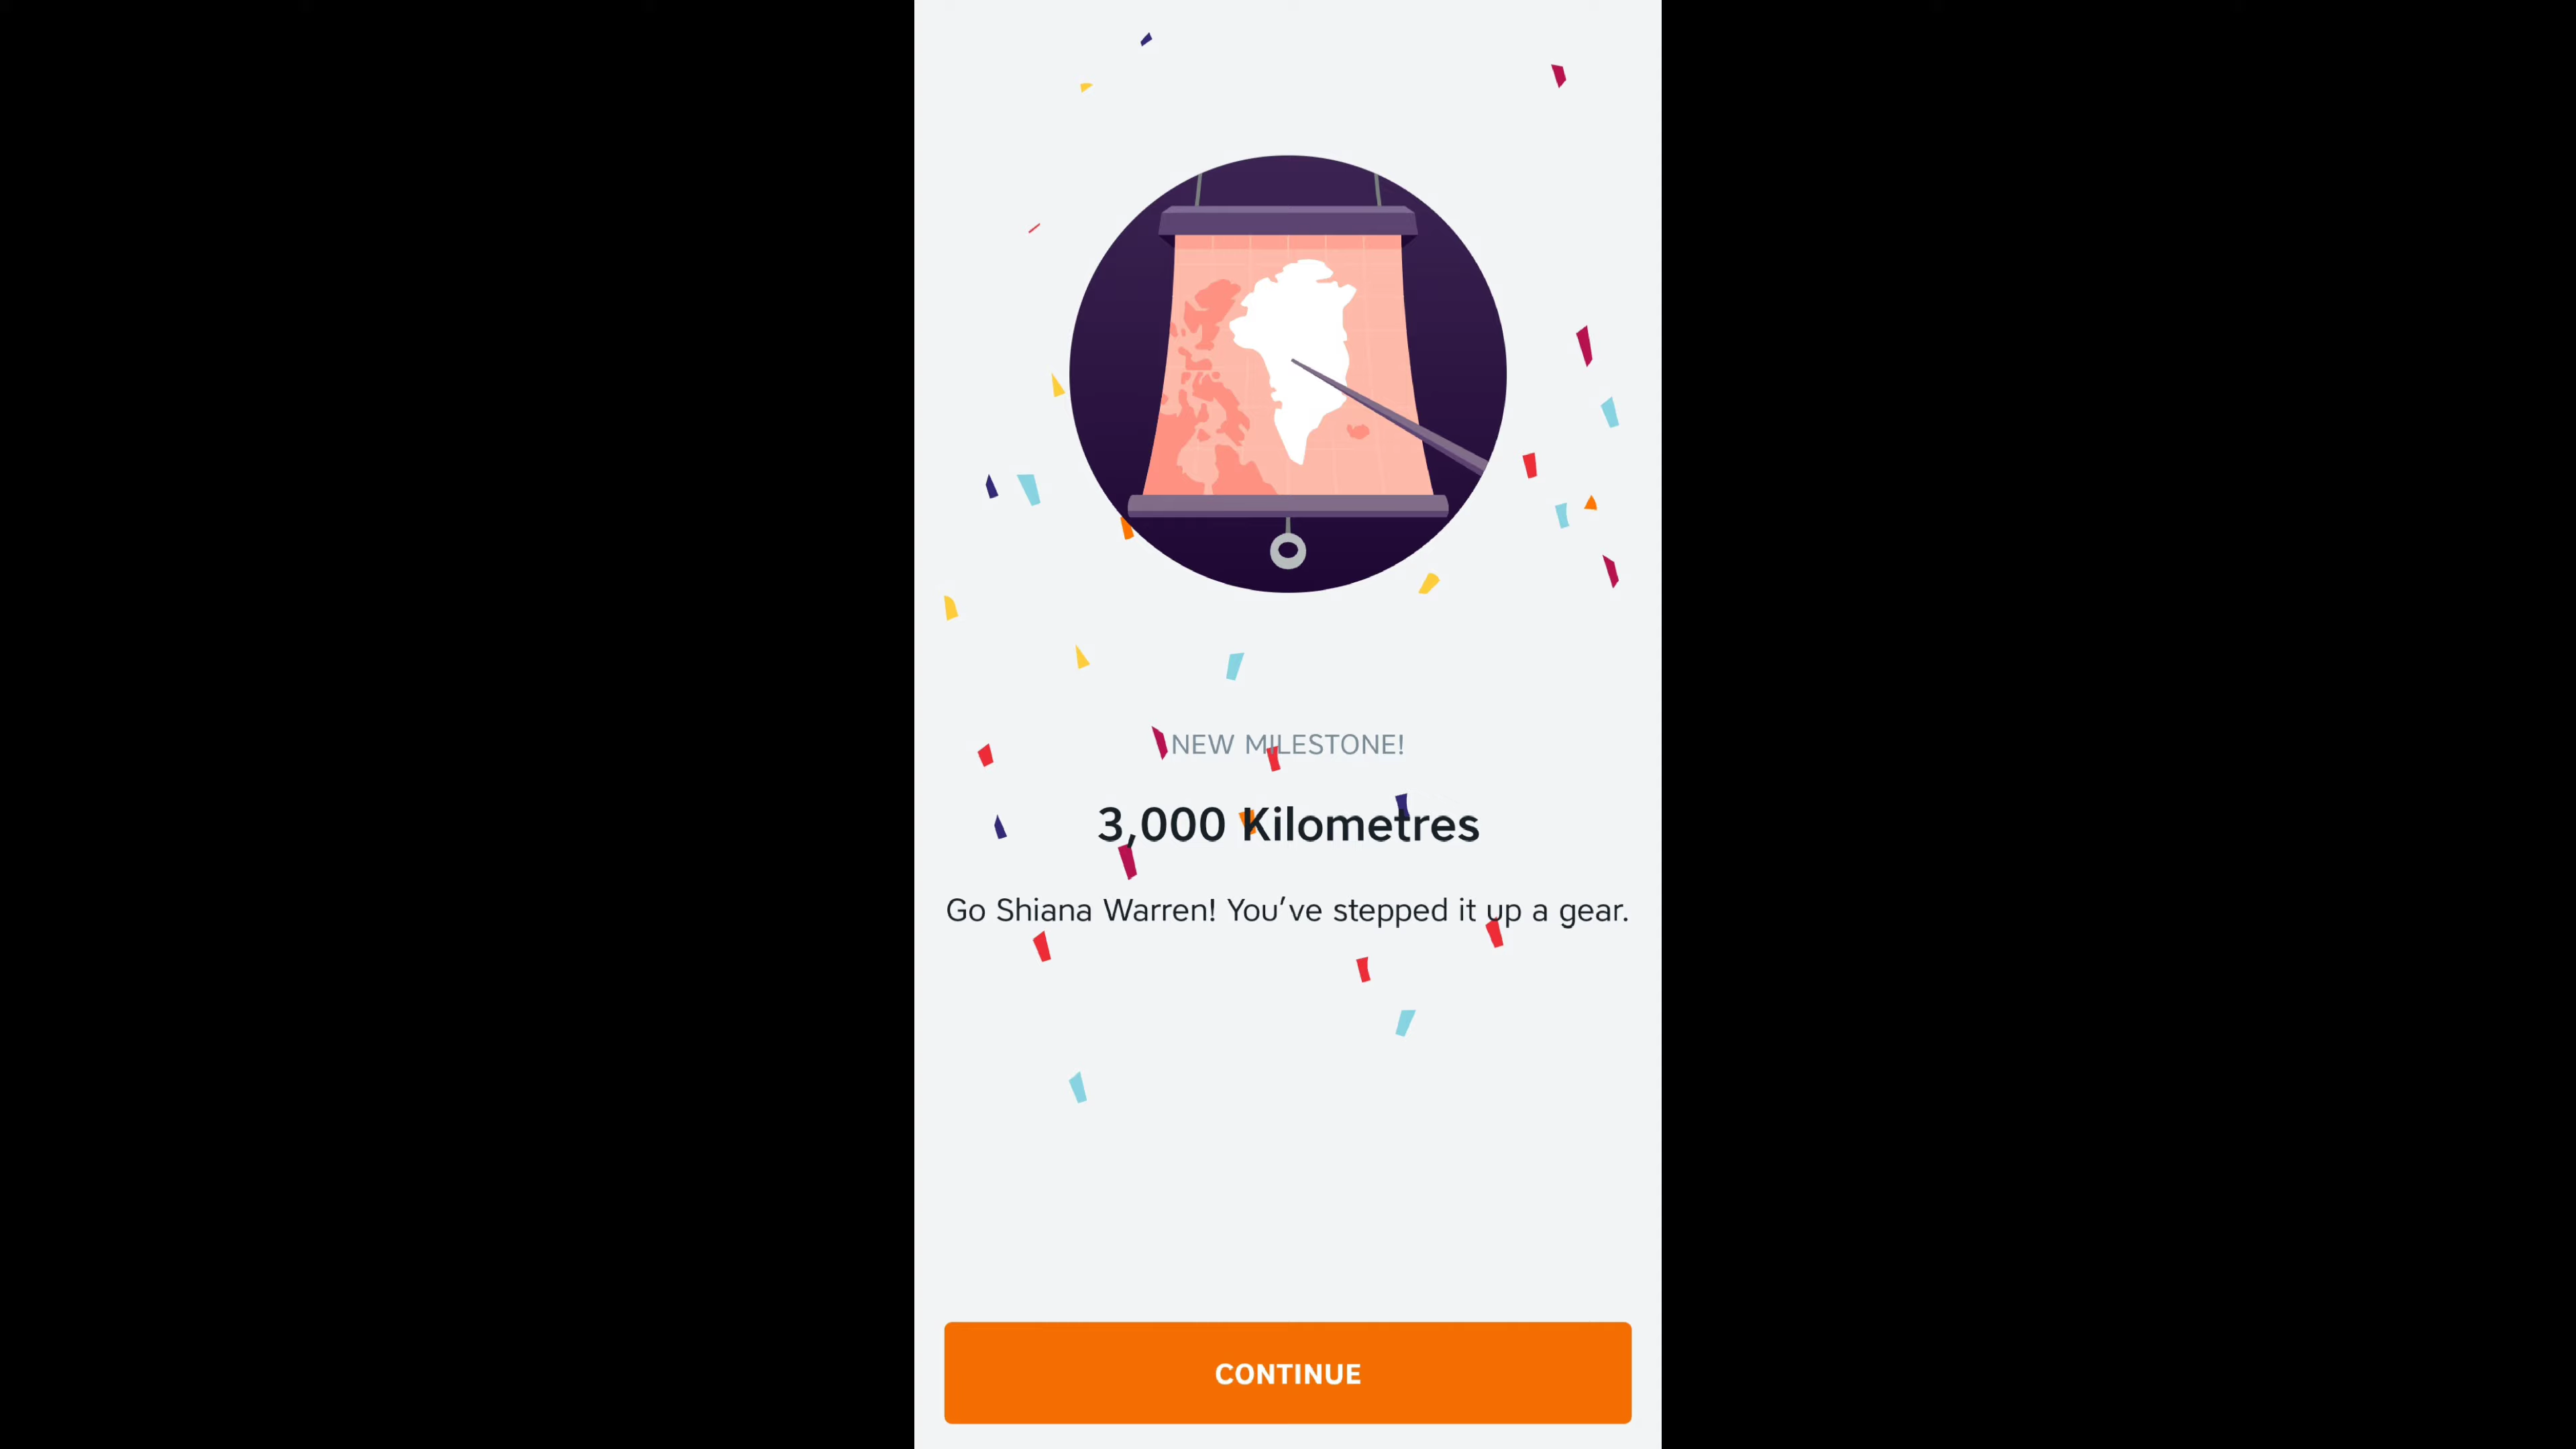 NEW MILESTONE!
3,000 Kilometres
Go Shiana Warren! You've stepped it up a gear.
CONTINUE